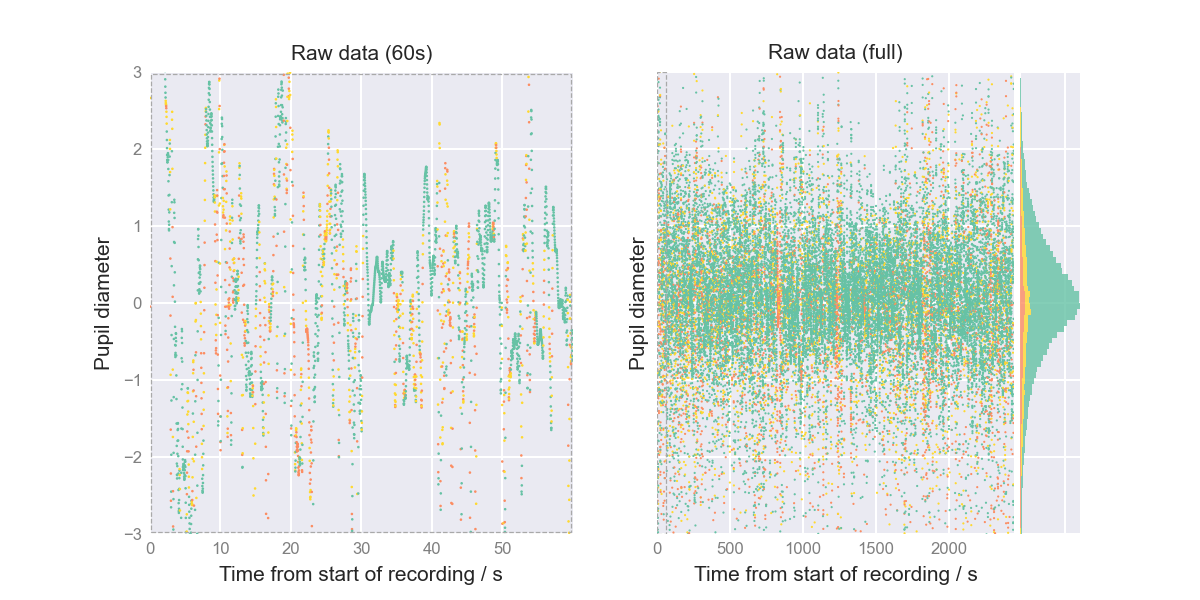 Raw data (60s)
Pupil diameter
3
2
1
0
−1
−2
−3
0 10 20 30 40 50
Time from start of recording / s
Raw data (full)
Pupil diameter
0 500 1000 1500 2000
Time from start of recording / s